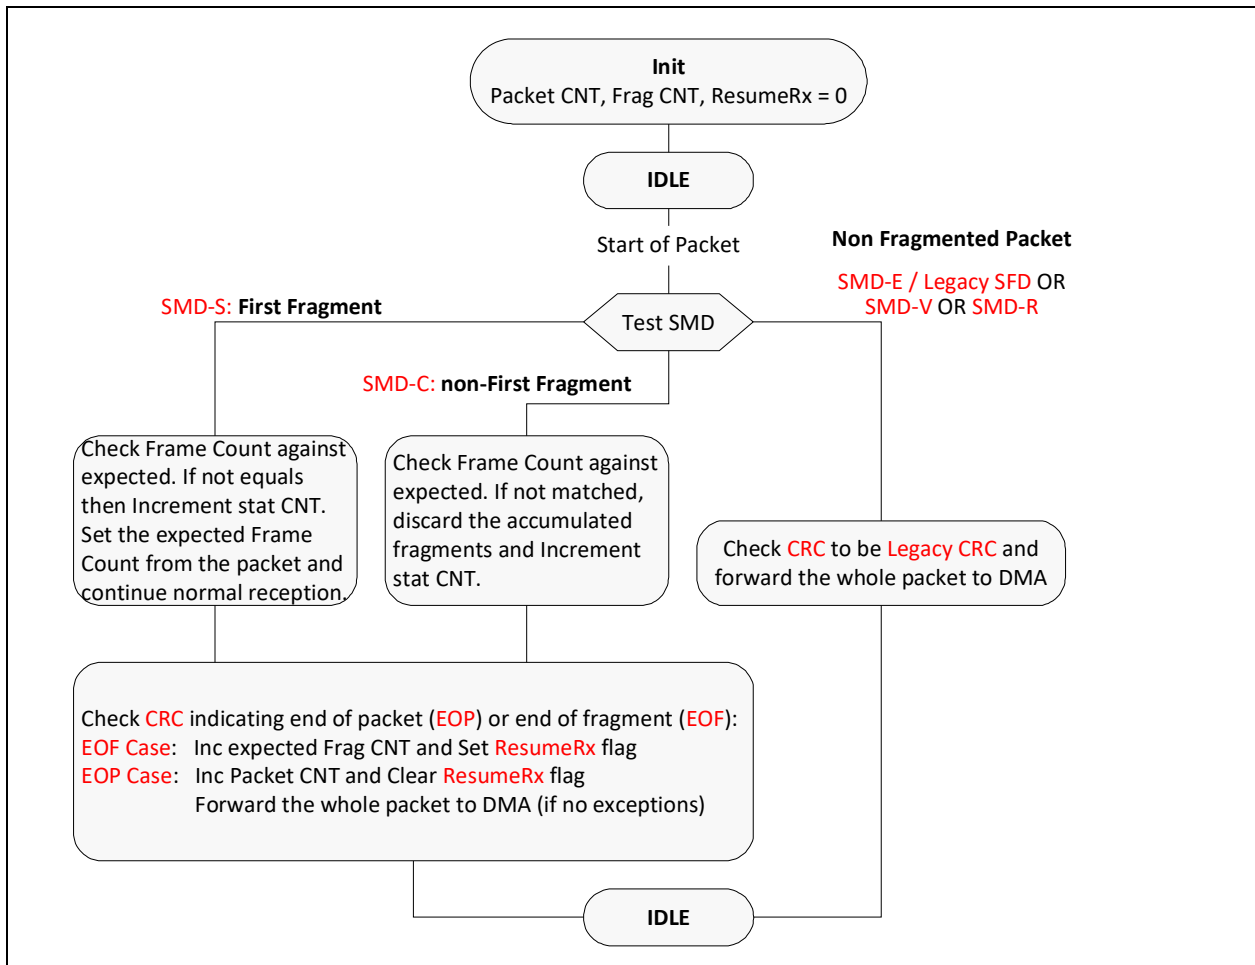 Init
Packet CNT, Frag CNT, ResumeRx = 0
IDLE
Start of Packet
Non Fragmented Packet
SMD-E / Legacy SFD OR
SMD-V OR SMD-R
SMD-S: First Fragment
Test SMD
SMD-C: non-First Fragment
Check Frame Count against
expected. If not equals
then Increment stat CNT.
Set the expected Frame
Count from the packet and
continue normal reception.
Check Frame Count against
expected. If not matched,
discard the accumulated
fragments and Increment
stat CNT.
Check CRC to be Legacy CRC and
forward the whole packet to DMA
Check CRC indicating end of packet (EOP) or end of fragment (EOF):
EOF Case: Inc expected Frag CNT and Set ResumeRx flag
EOP Case: Inc Packet CNT and Clear ResumeRx flag
Forward the whole packet to DMA (if no exceptions)
IDLE